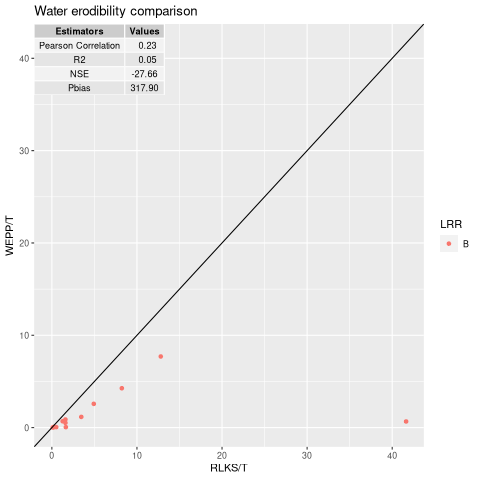 Water erodibility comparison
Estimators Values
Pearson Correlation 0.23
R2 0.05
NSE -27.66
Pbias 317.90
40
30
20
10
0
WEPP/T
0 10 20 30 40
RLKS/T
LRR
B